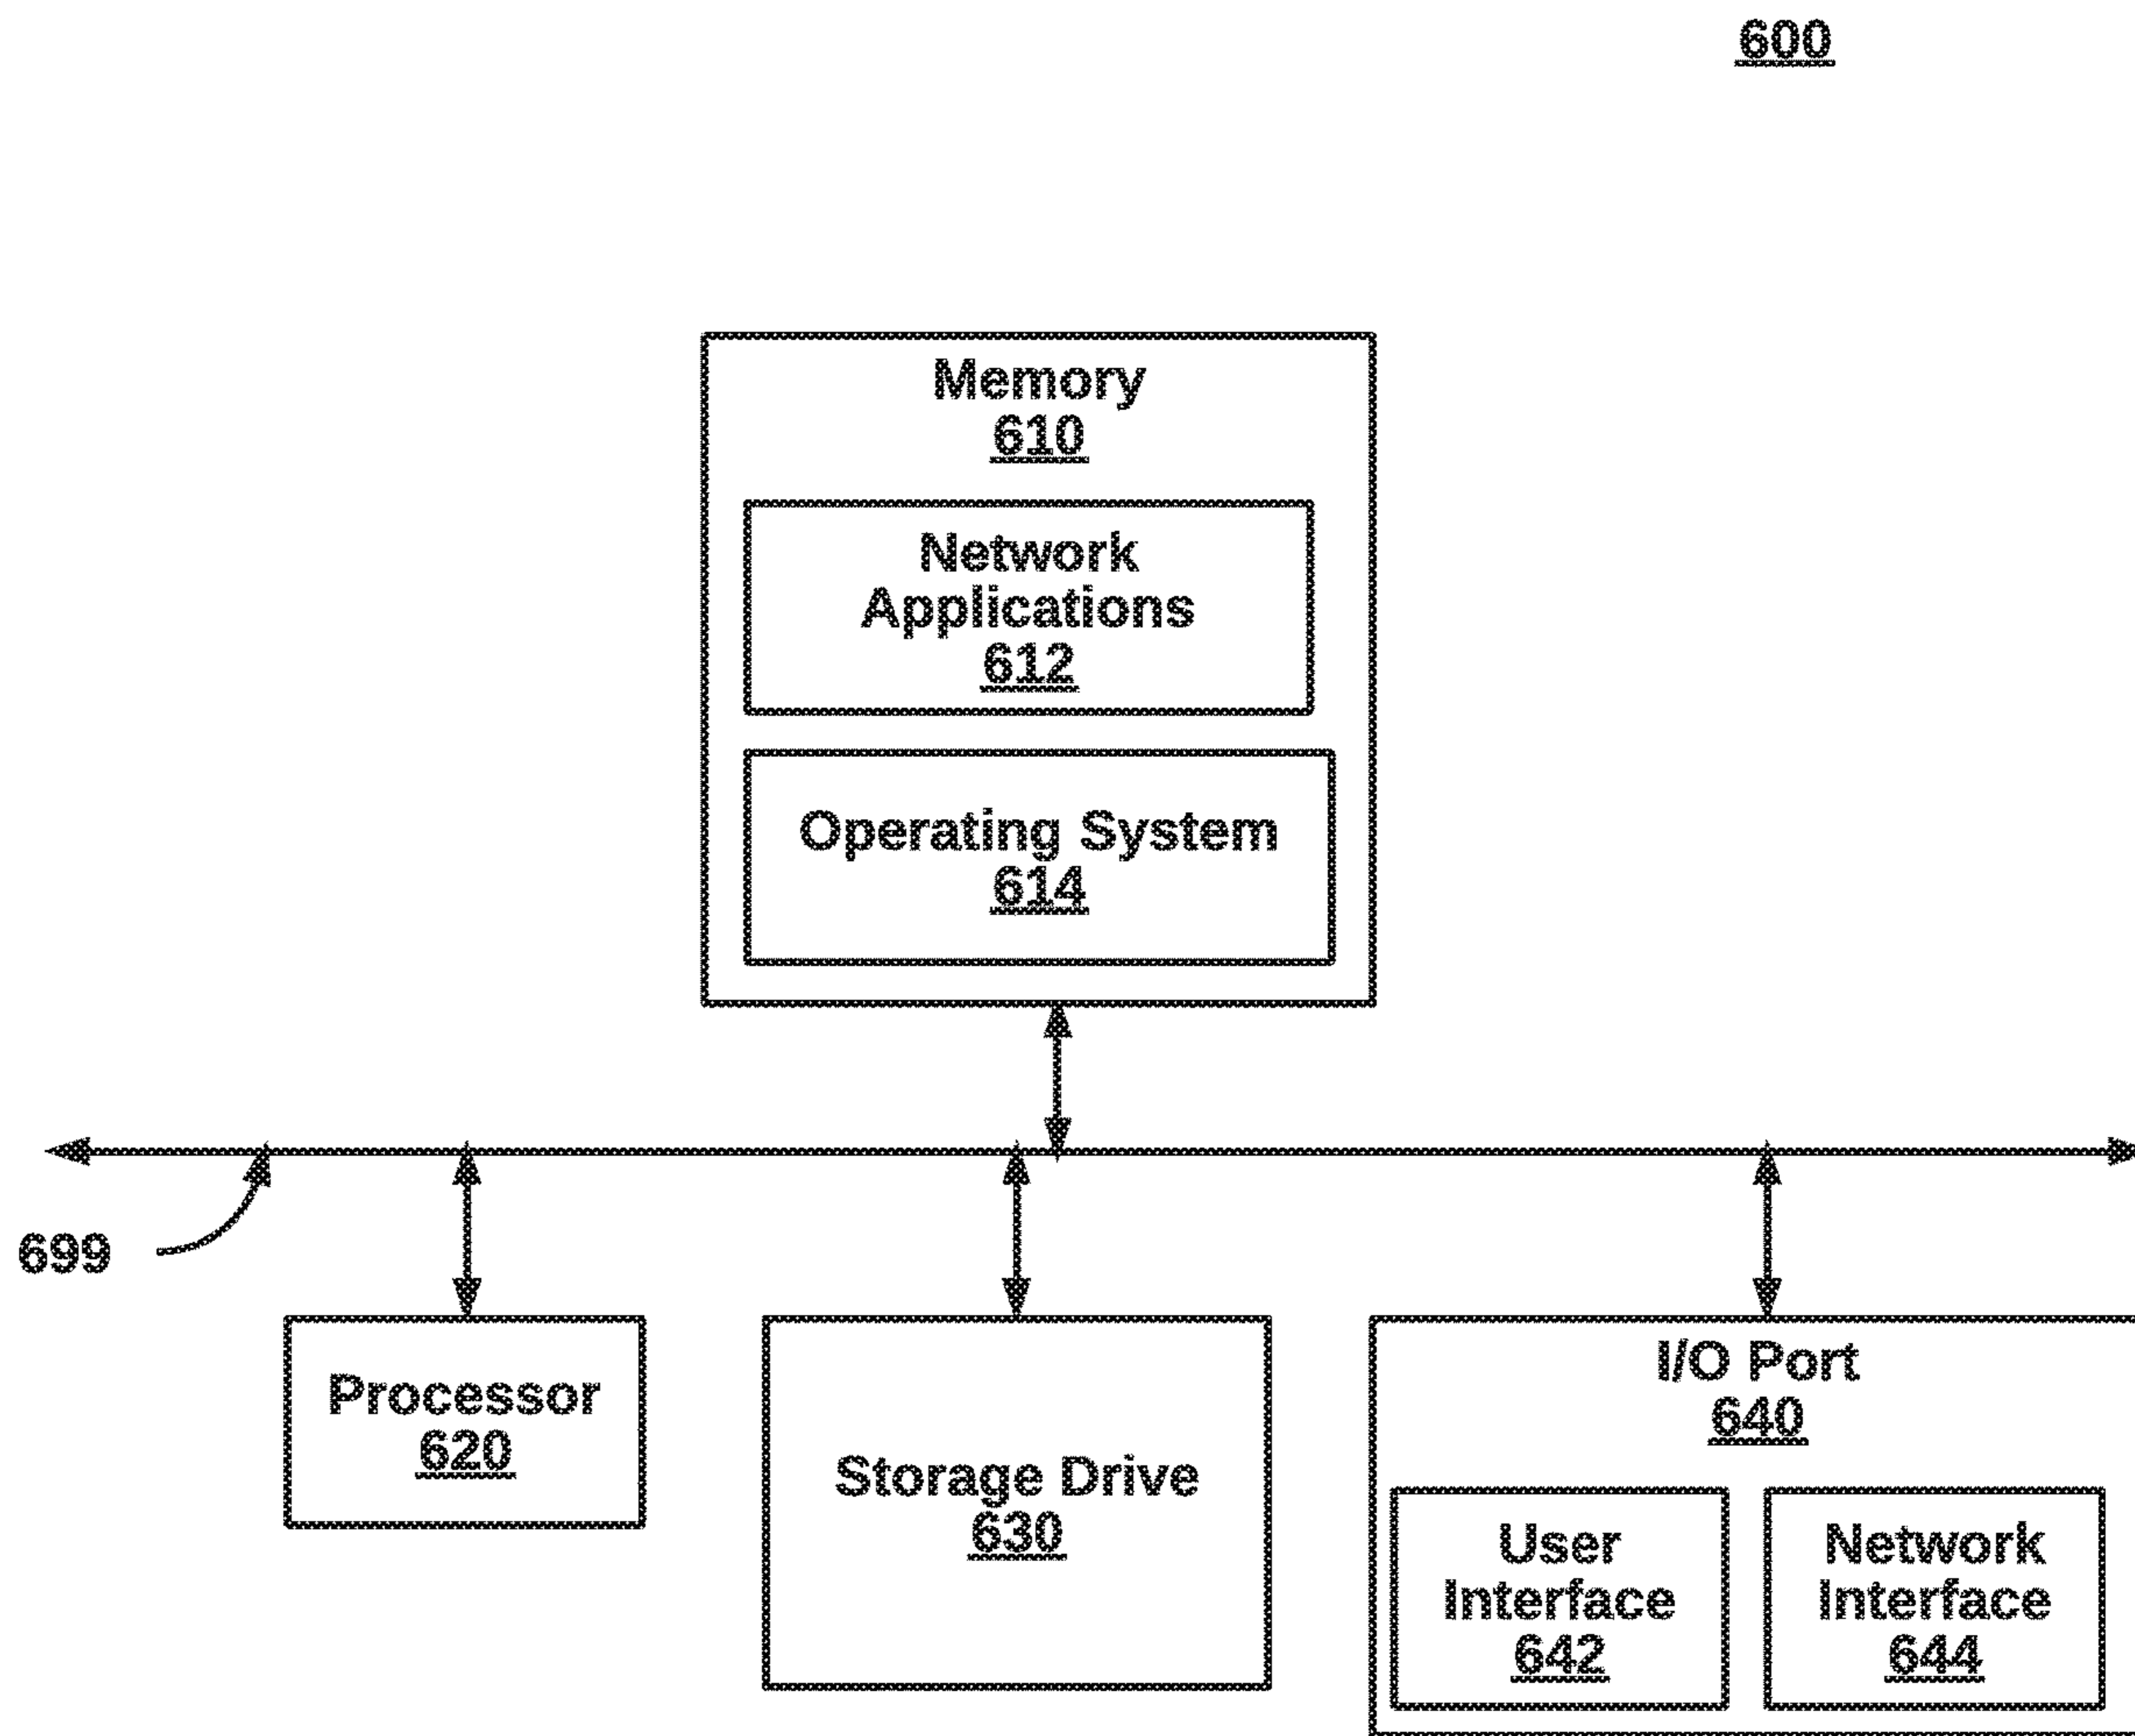 600
Memory
610
Network
Applications
612
Operating System
614
699
Processor
620
Storage Drive
630
I/O Port
640
User
Interface
642
Network
Interface
644